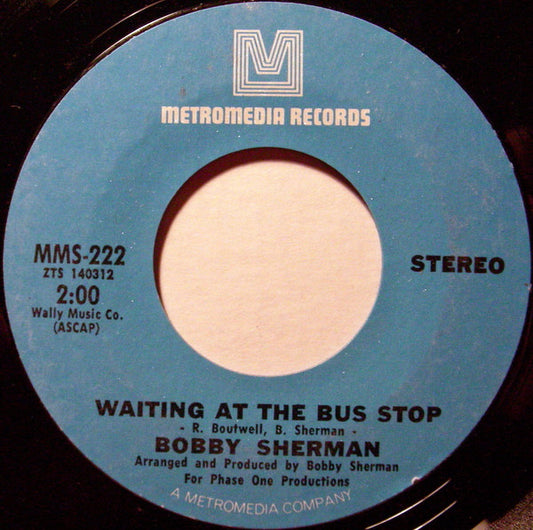 M
METROMEDIA RECORDS
MMS-222
ZTS 140312
2:00
Wally Music Co.
(ASCAP)
STEREO
WAITING AT THE BUS STOP
- R. Boutwell, B. Sherman -
BOBBY SHERMAN
Arranged and Produced by Bobby Sherman
For Phase One Productions
A METROMEDIA COMPANY